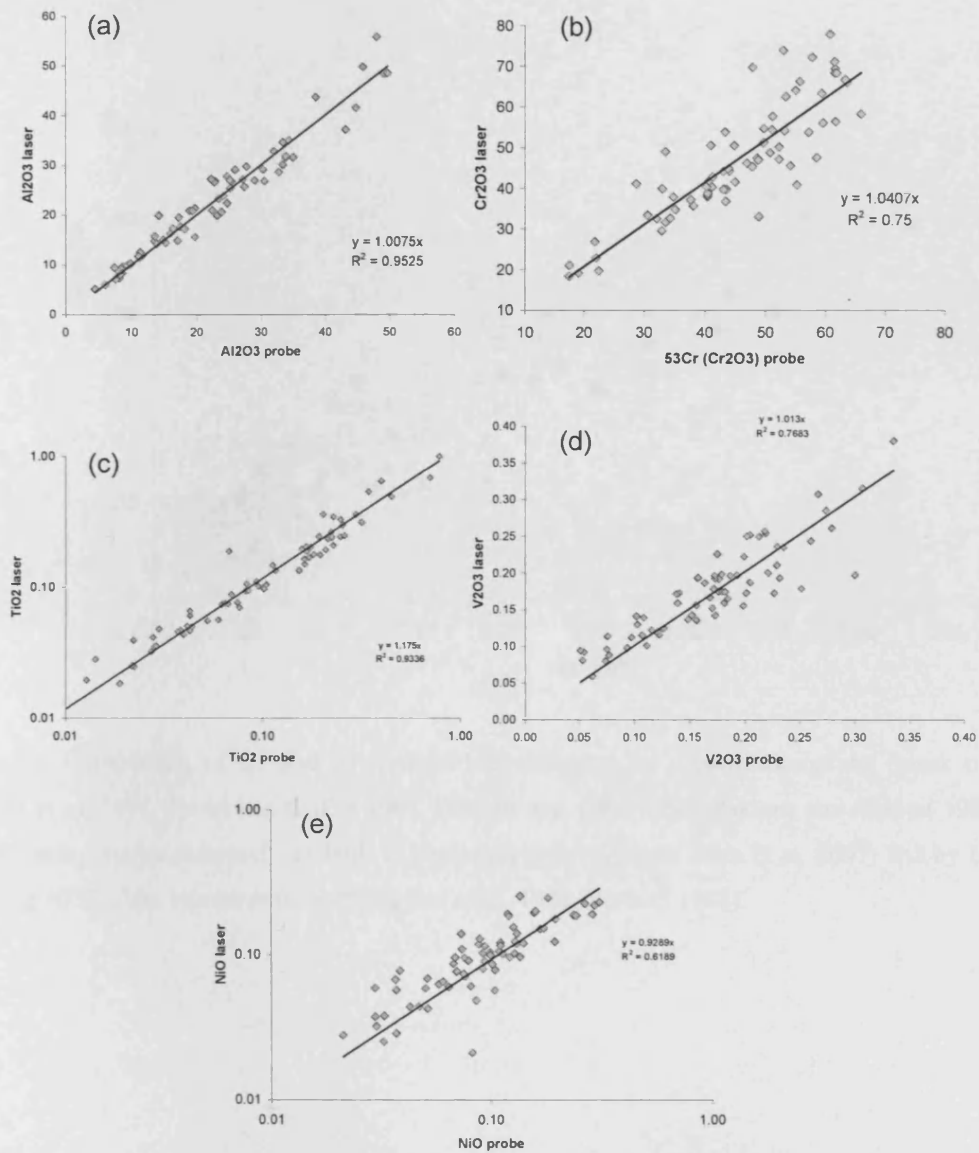 (a)
60
50
40
30
20
10
0
Al2O3 laser
y = 1.0075x
R² = 0.9525
0 10 20 30 40 50 60
Al2O3 probe
(b)
80
70
60
50
40
30
20
10
Cr2O3 laser
y = 1.0407x
R² = 0.75
10 20 30 40 50 60 70 80
53Cr (Cr2O3) probe
(c)
1.00
0.10
0.01
TiO2 laser
y = 1.175x
R² = 0.9336
0.01 0.10 1.00
TiO2 probe
(d)
y = 1.013x
R² = 0.7683
0.40
0.35
0.30
0.25
0.20
0.15
0.10
0.05
0.00
V2O3 laser
0.00 0.05 0.10 0.15 0.20 0.25 0.30 0.35 0.40
V2O3 probe
(e)
1.00
0.10
0.01
NiO laser
y = 0.9289x
R² = 0.6189
0.01 0.10 1.00
NiO probe